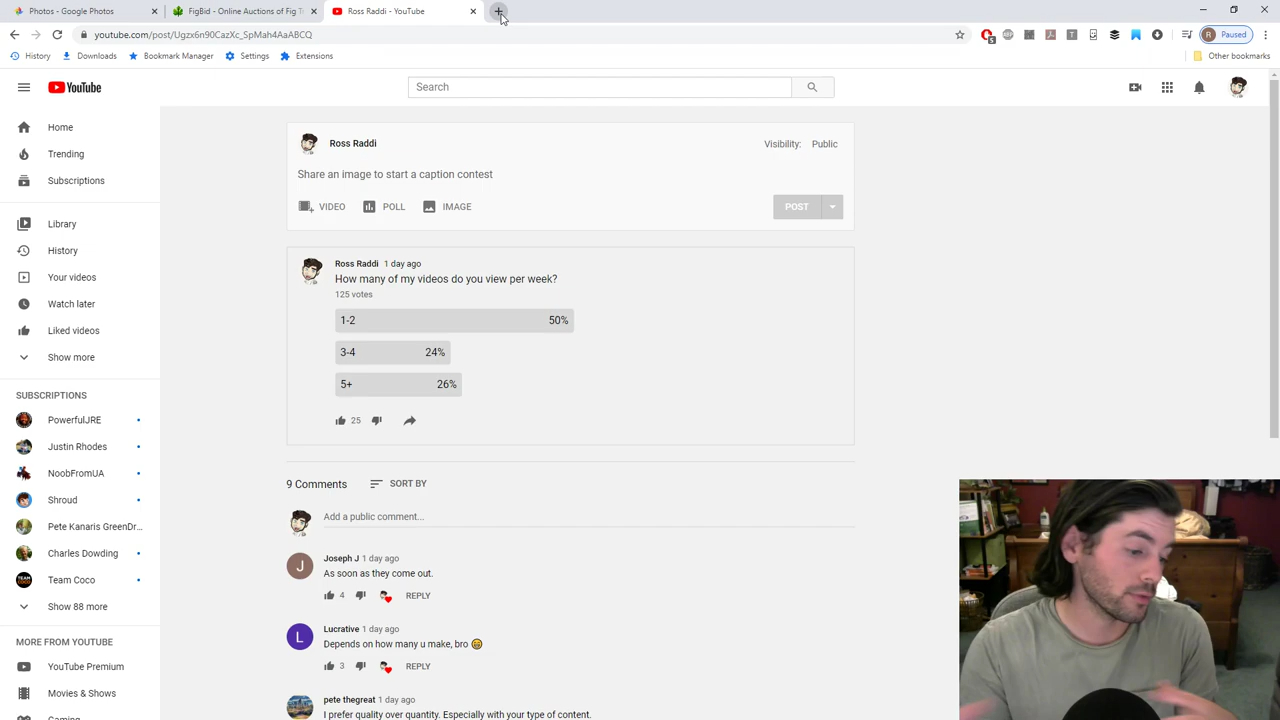 Photos - Google Photos
FigBid - Online Auctions of Fig T
Ross Raddi - YouTube
youtube.com/post/Ugzx6n90CazXc_SpMah4AaABCQ
R Paused
History Downloads Bookmark Manager Settings Extensions Other bookmarks
YouTube
Search
Home
Trending
Subscriptions
Library
History
Your videos
Watch later
Liked videos
Show more
SUBSCRIPTIONS
PowerfulJRE
Justin Rhodes
NoobFromUA
Shroud
Pete Kanaris GreenDr...
Charles Dowding
TEAM COCO
Team Coco
Show 88 more
MORE FROM YOUTUBE
YouTube Premium
Movies & Shows
Gaming
Ross Raddi
Visibility: Public
Share an image to start a caption contest
VIDEO POLL IMAGE POST
Ross Raddi 1 day ago
How many of my videos do you view per week?
125 votes
1-2 50%
3-4 24%
5+ 26%
25
9 Comments SORT BY
Add a public comment...
J
Joseph J 1 day ago
As soon as they come out.
4 REPLY
L
Lucrative 1 day ago
Depends on how many u make, bro 😄
3 REPLY
pete thegreat 1 day ago
I prefer quality over quantity. Especially with your type of content.